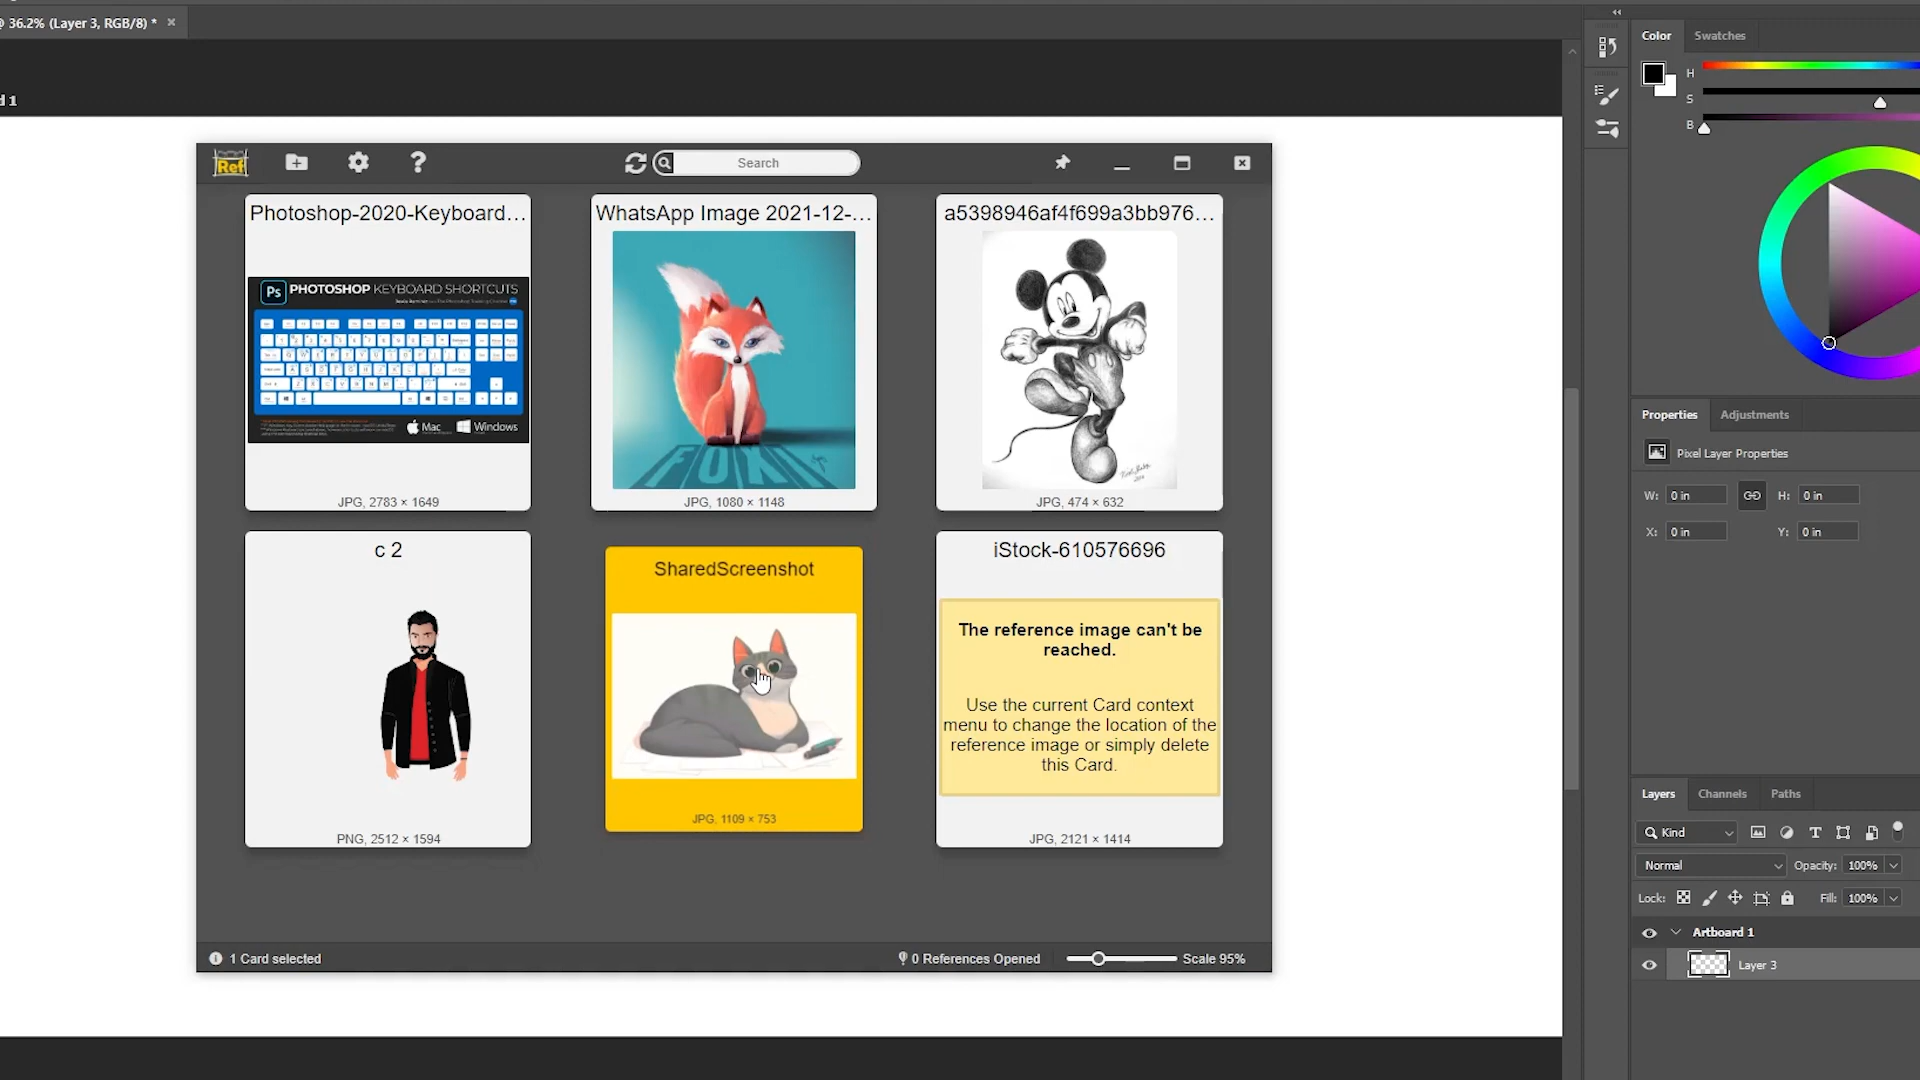 @ 36.2% (Layer 3, RGB/8) *
d 1
Ref
Search
Photoshop-2020-Keyboard...
WhatsApp Image 2021-12-...
a5398946af4f699a3bb976...
Ps PHOTOSHOP KEYBOARD SHORTCUTS
Mac Windows
FOX
JPG, 2783 × 1649
JPG, 1080 × 1148
JPG, 474 × 632
c 2
SharedScreenshot
iStock-610576696
The reference image can't be
reached.
Use the current Card context
menu to change the location of the
reference image or simply delete
this Card.
PNG, 2512 × 1594
JPG, 1109 × 753
JPG, 2121 × 1414
1 Card selected
0 References Opened
Scale 95%
Color
Swatches
H
S
B
Properties
Adjustments
Pixel Layer Properties
W: 0 in H: 0 in
X: 0 in Y: 0 in
Layers
Channels
Paths
Kind
Normal
Opacity: 100%
Lock: Fill: 100%
Artboard 1
Layer 3